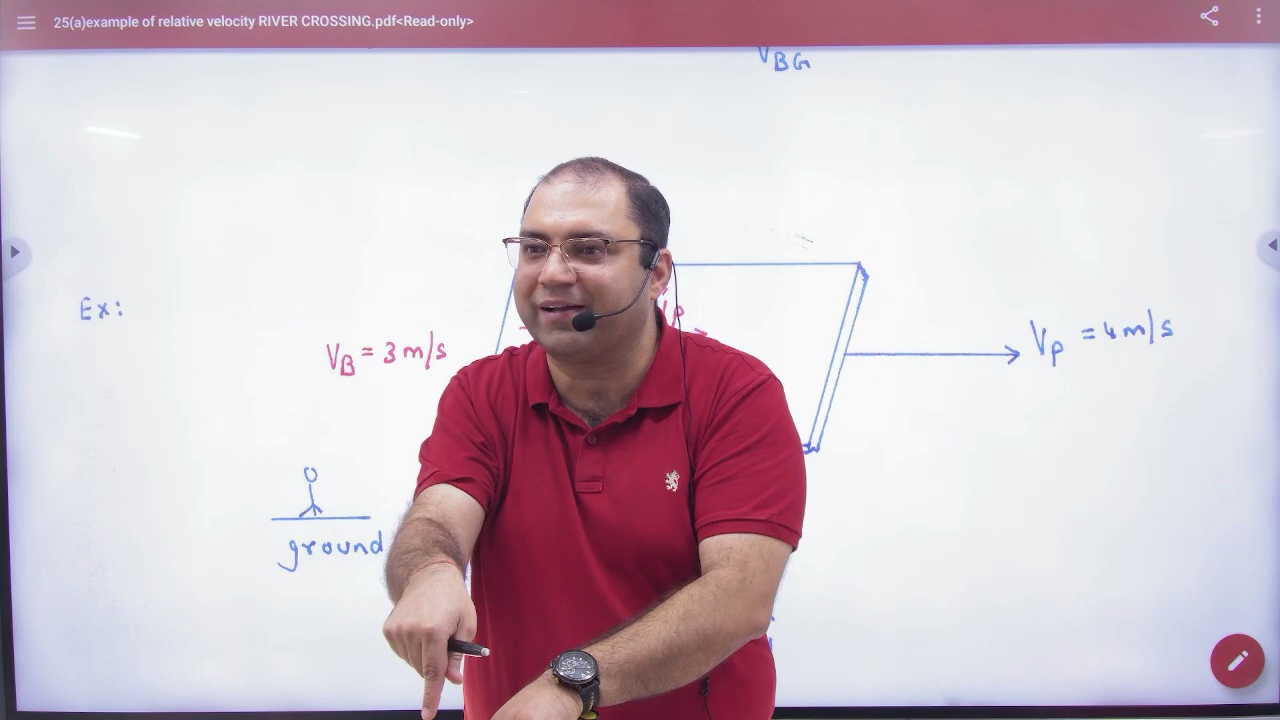 25(a)example of relative velocity RIVER CROSSING.pdf<Read-only>
VBG
Ex:
VB = 3 m/s
VP = 4 m/s
ground